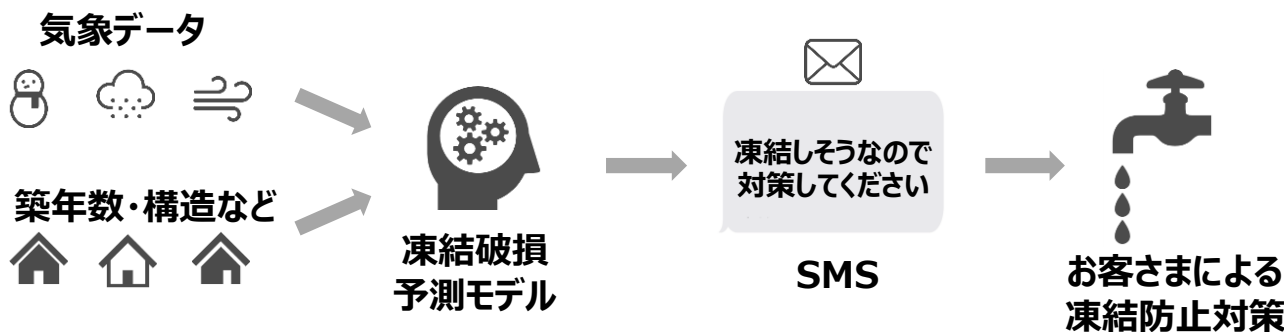 気象データ
築年数・構造など
凍結破損
予測モデル
凍結しそうなので
対策してください
SMS
お客さまによる
凍結防止対策